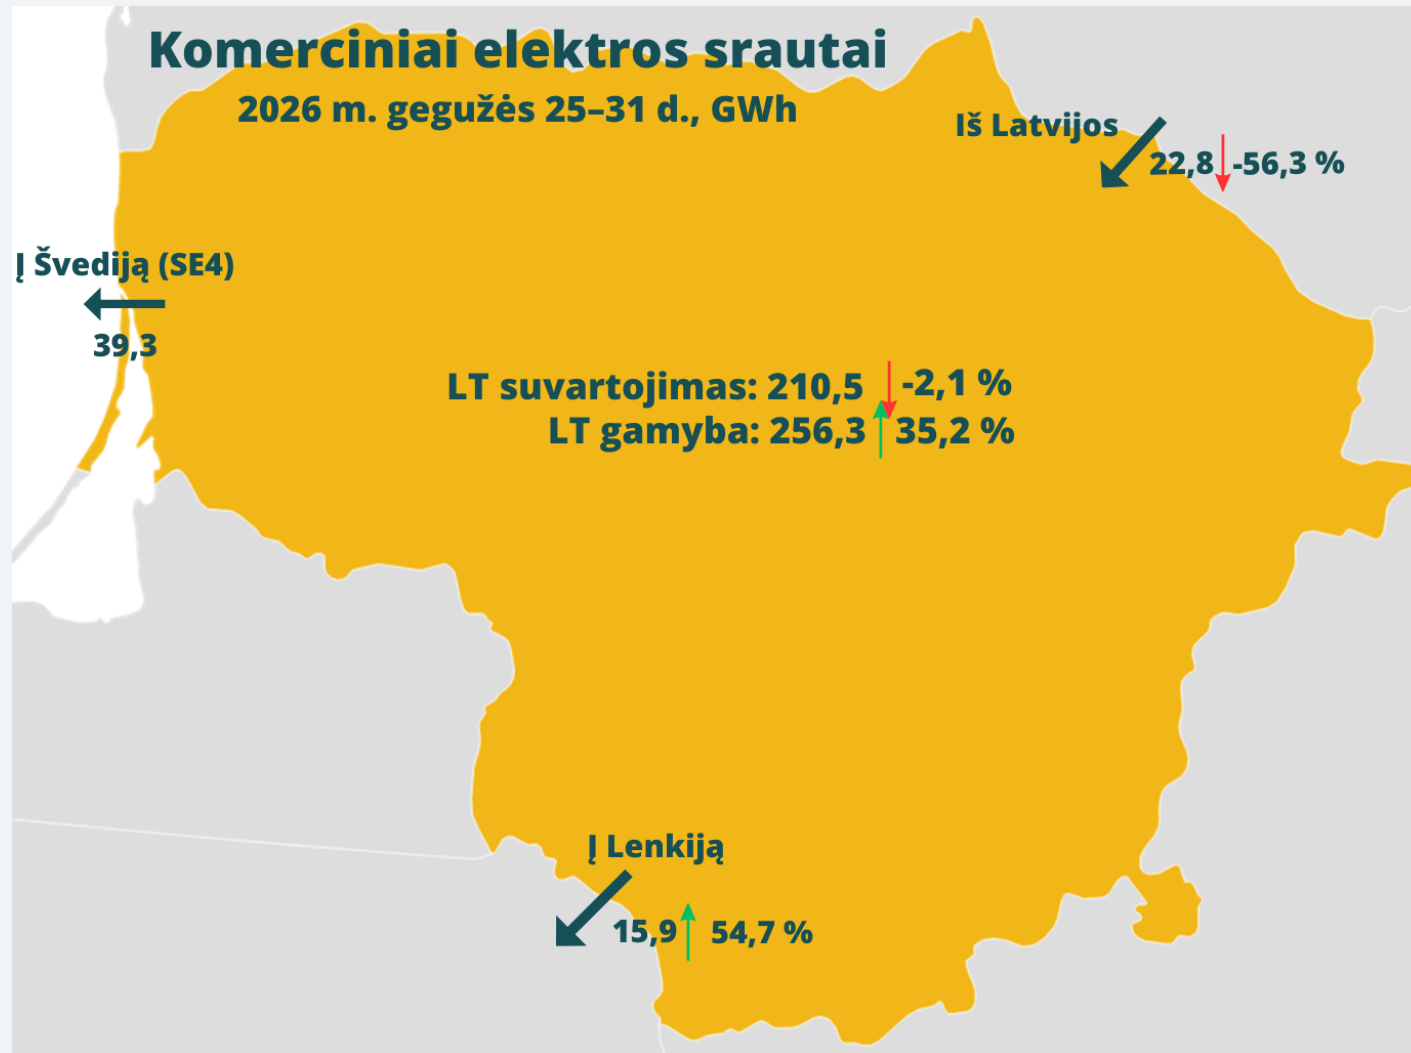 Komerciniai elektros srautai
2026 m. gegužės 25–31 d., GWh
Iš Latvijos
22,8 -56,3 %
Į Švediją (SE4)
39,3
LT suvartojimas: 210,5 -2,1 %
LT gamyba: 256,3 35,2 %
Į Lenkiją
15,9 54,7 %